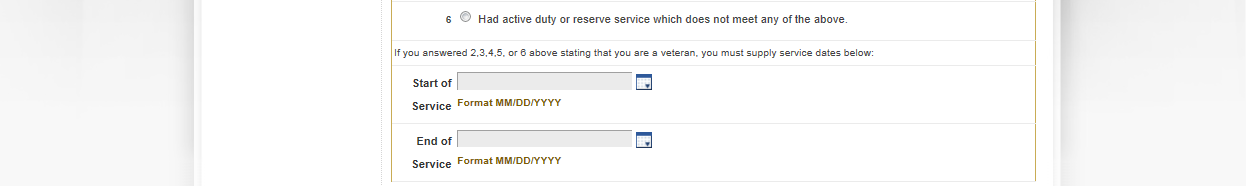 6 Had active duty or reserve service which does not meet any of the above.
If you answered 2,3,4,5, or 6 above stating that you are a veteran, you must supply service dates below:
Start of
Service Format MM/DD/YYYY
End of
Service Format MM/DD/YYYY